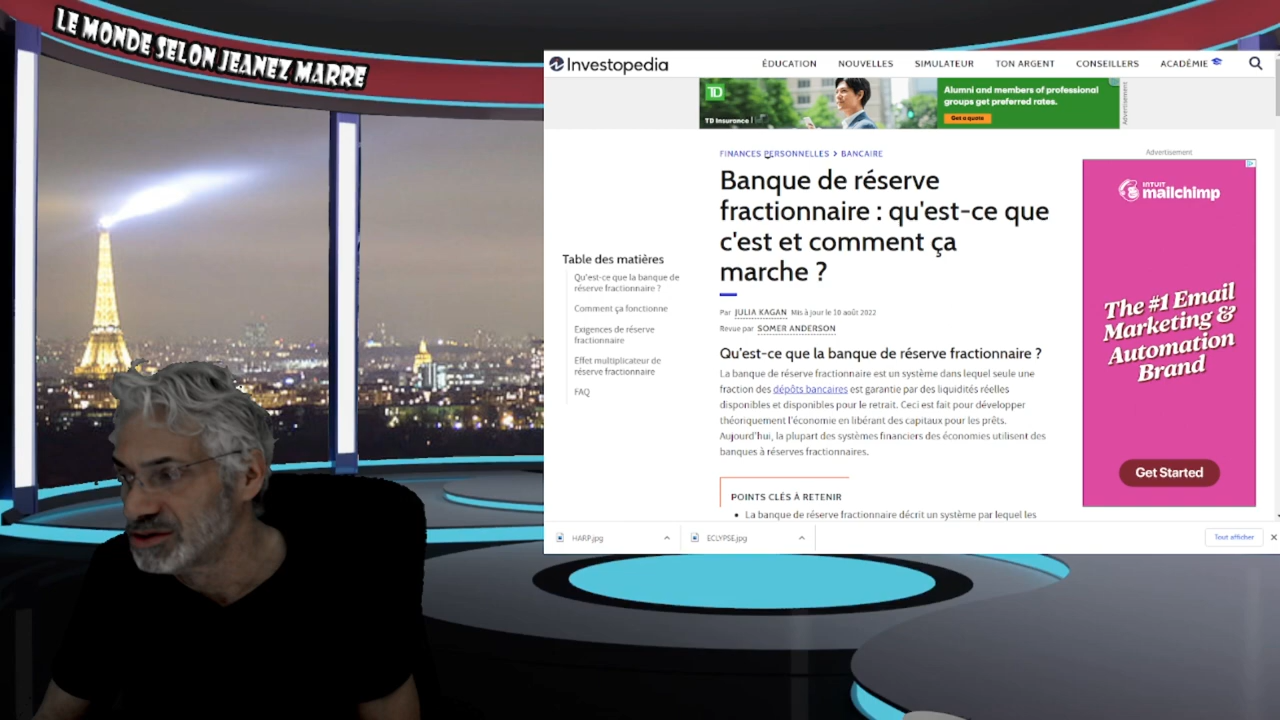 LE MONDE SELON JEANEZ MARRE
Investopedia
ÉDUCATION NOUVELLES SIMULATEUR TON ARGENT CONSEILLERS ACADÉMIE
TD
TD Insurance
Alumni and members of professional
groups get preferred rates.
Get a quote
Advertisement
FINANCES PERSONNELLES > BANCAIRE
Banque de réserve
fractionnaire : qu'est-ce que
c'est et comment ça
marche ?
Par JULIA KAGAN Mis à jour le 10 août 2022
Revue par SOMER ANDERSON
Table des matières
Qu'est-ce que la banque de
réserve fractionnaire ?
Comment ça fonctionne
Exigences de réserve
fractionnaire
Effet multiplicateur de
réserve fractionnaire
FAQ
Qu'est-ce que la banque de réserve fractionnaire ?
La banque de réserve fractionnaire est un système dans lequel seule une
fraction des dépôts bancaires est garantie par des liquidités réelles
disponibles et disponibles pour le retrait. Ceci est fait pour développer
théoriquement l'économie en libérant des capitaux pour les prêts.
Aujourd'hui, la plupart des systèmes financiers des économies utilisent des
banques à réserves fractionnaires.
POINTS CLÉS À RETENIR
• La banque de réserve fractionnaire décrit un système par lequel les
Advertisement
INTUIT
mailchimp
The #1 Email
Marketing &
Automation
Brand
Get Started
HARP.jpg
ECLYPSE.jpg
Tout afficher